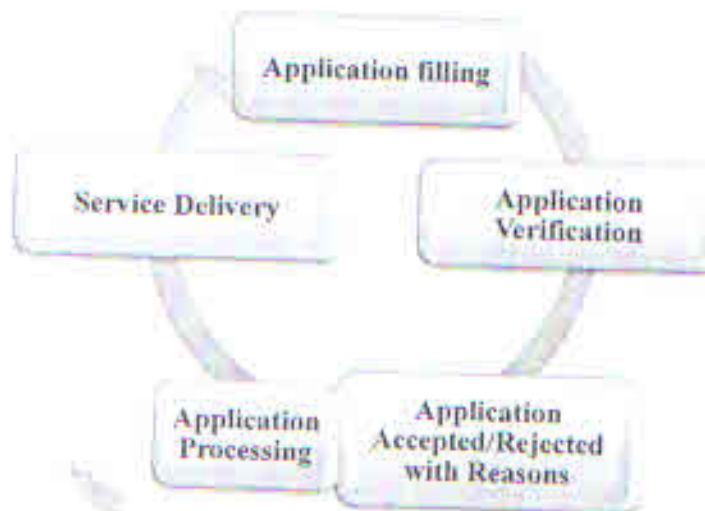 Application filling
Application
Verification
Application
Accepted/Rejected
with Reasons
Application
Processing
Service Delivery